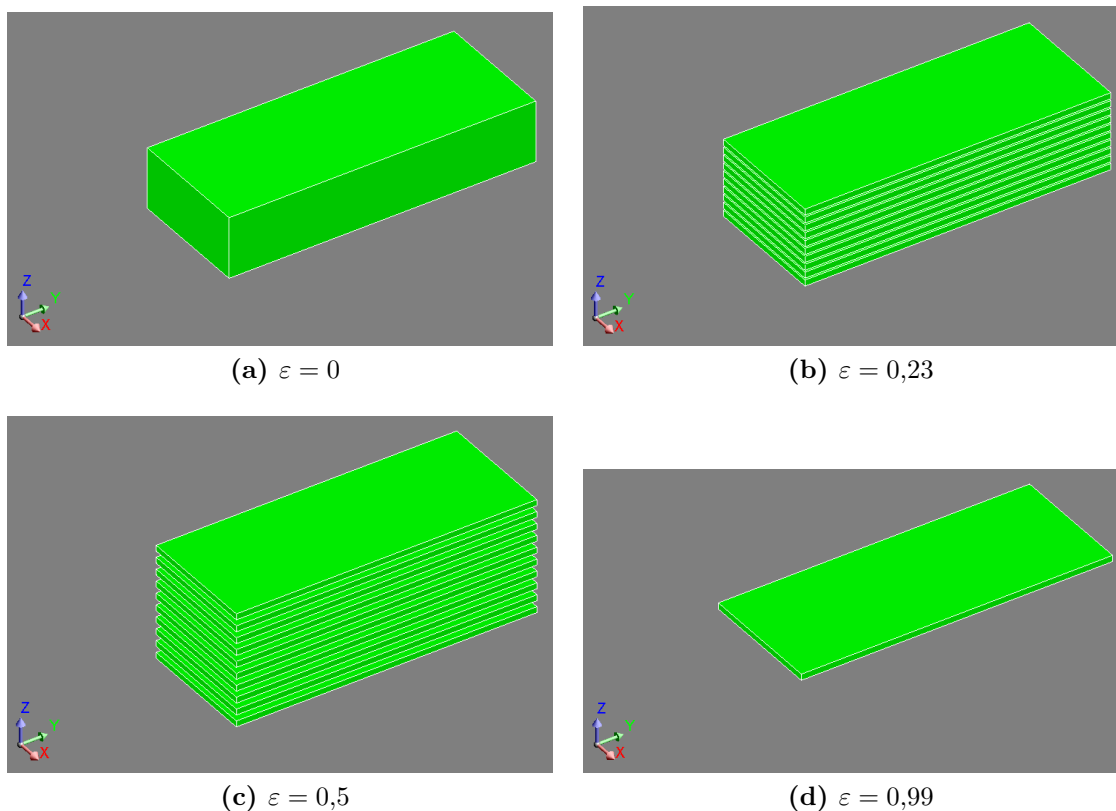 Z
Y
X
Z
Y
X
(a) ε = 0
(b) ε = 0,23
Z
Y
X
Z
Y
X
(c) ε = 0,5
(d) ε = 0,99